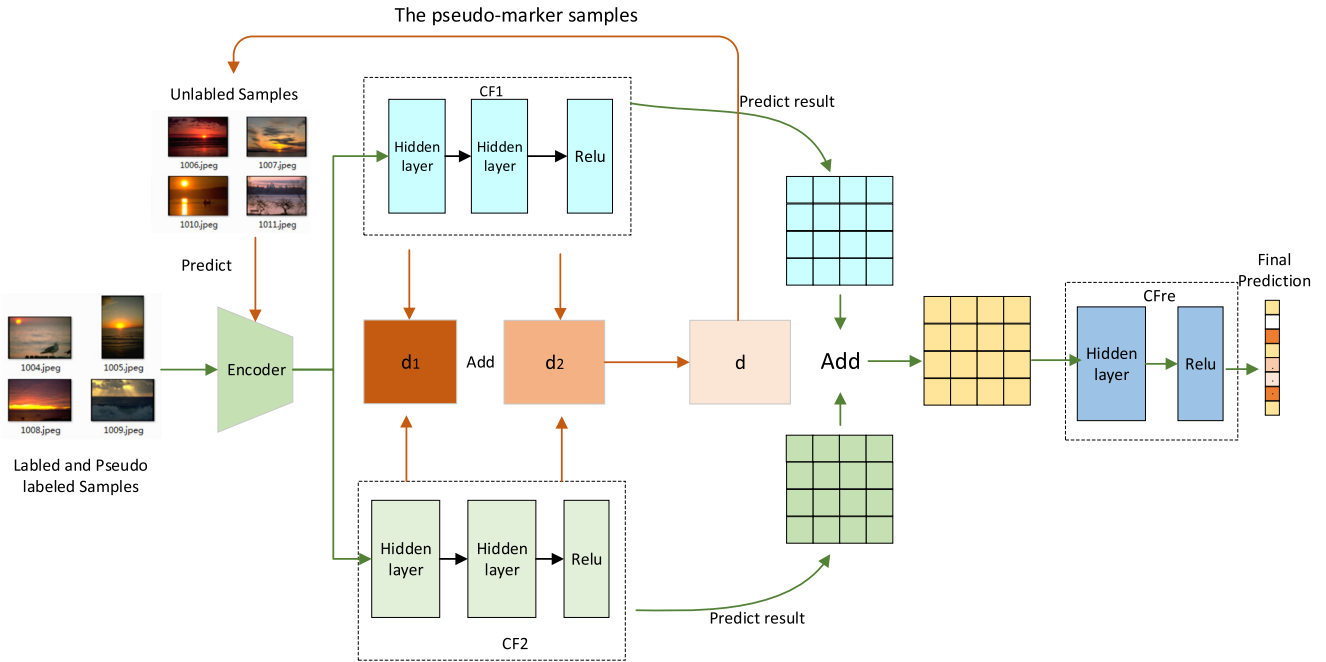 The pseudo-marker samples
Unlabled Samples
1006.jpeg
1007.jpeg
1010.jpeg
1011.jpeg
Predict
1004.jpeg
1005.jpeg
1008.jpeg
1009.jpeg
Labled and Pseudo
labeled Samples
Encoder
CF1
Hidden
layer
Hidden
layer
Relu
d1
Add
d2
d
Hidden
layer
Hidden
layer
Relu
CF2
Predict result
Add
Predict result
CFre
Hidden
layer
Relu
Final
Prediction